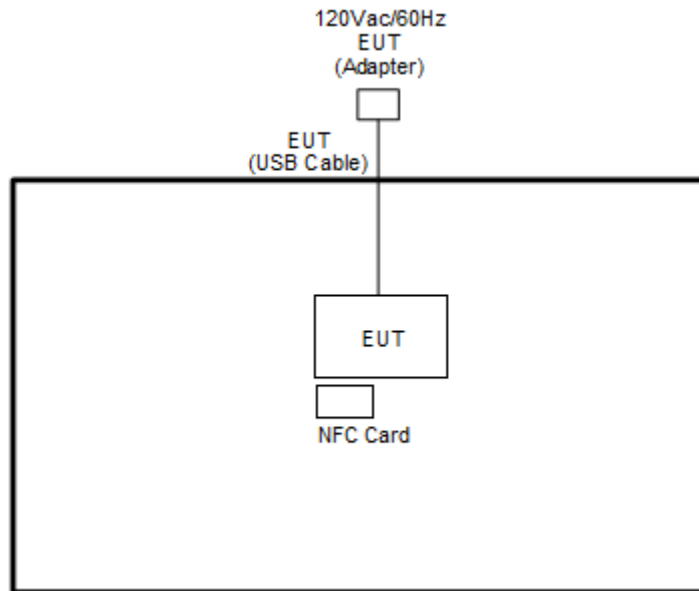 120Vac/60Hz
EUT
(Adapter)
EUT
(USB Cable)
EUT
NFC Card